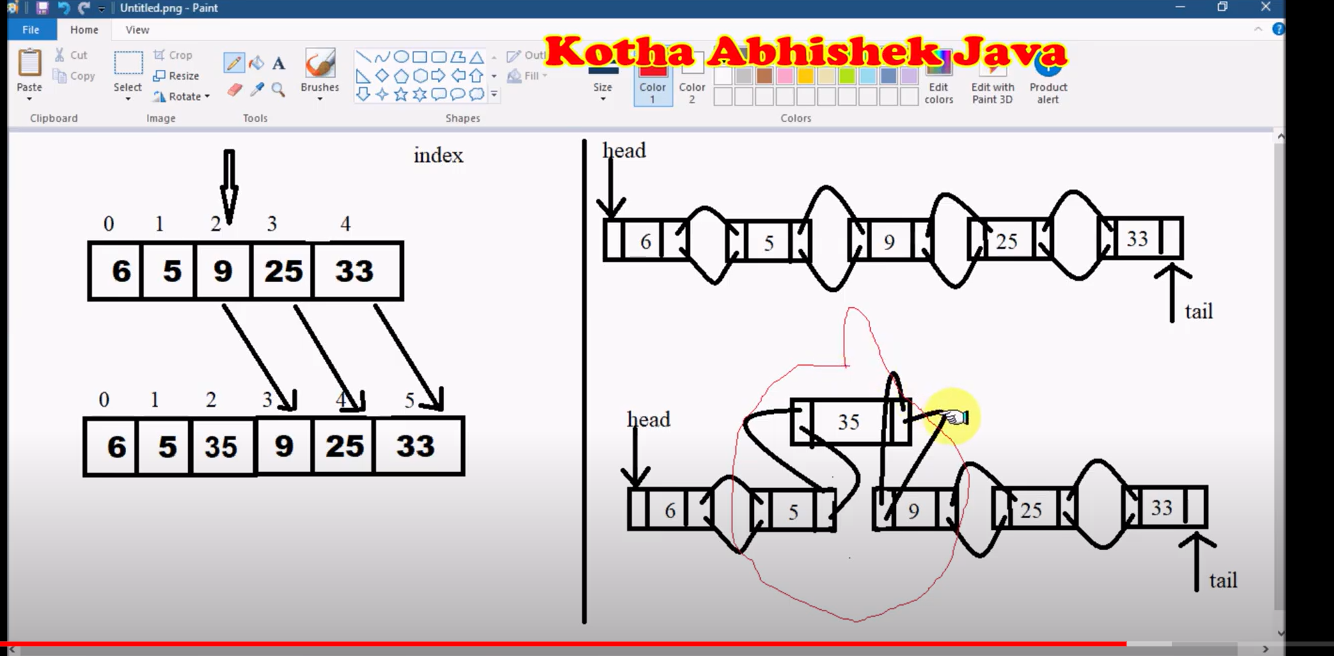 Untitled.png - Paint
File
Home
View
Kotha Abhishek Java
Paste
Cut
Copy
Select
Crop
Resize
Rotate
A
Brushes
Fill
Size
Color 1
Color 2
Edit colors
Edit with Paint 3D
Product alert
Clipboard
Image
Tools
Shapes
Colors
index
0 1 2 3 4
6 5 9 25 33
0 1 2 3 4 5
6 5 35 9 25 33
head
6 5 9 25 33
tail
35
head
6 5 9 25 33
tail